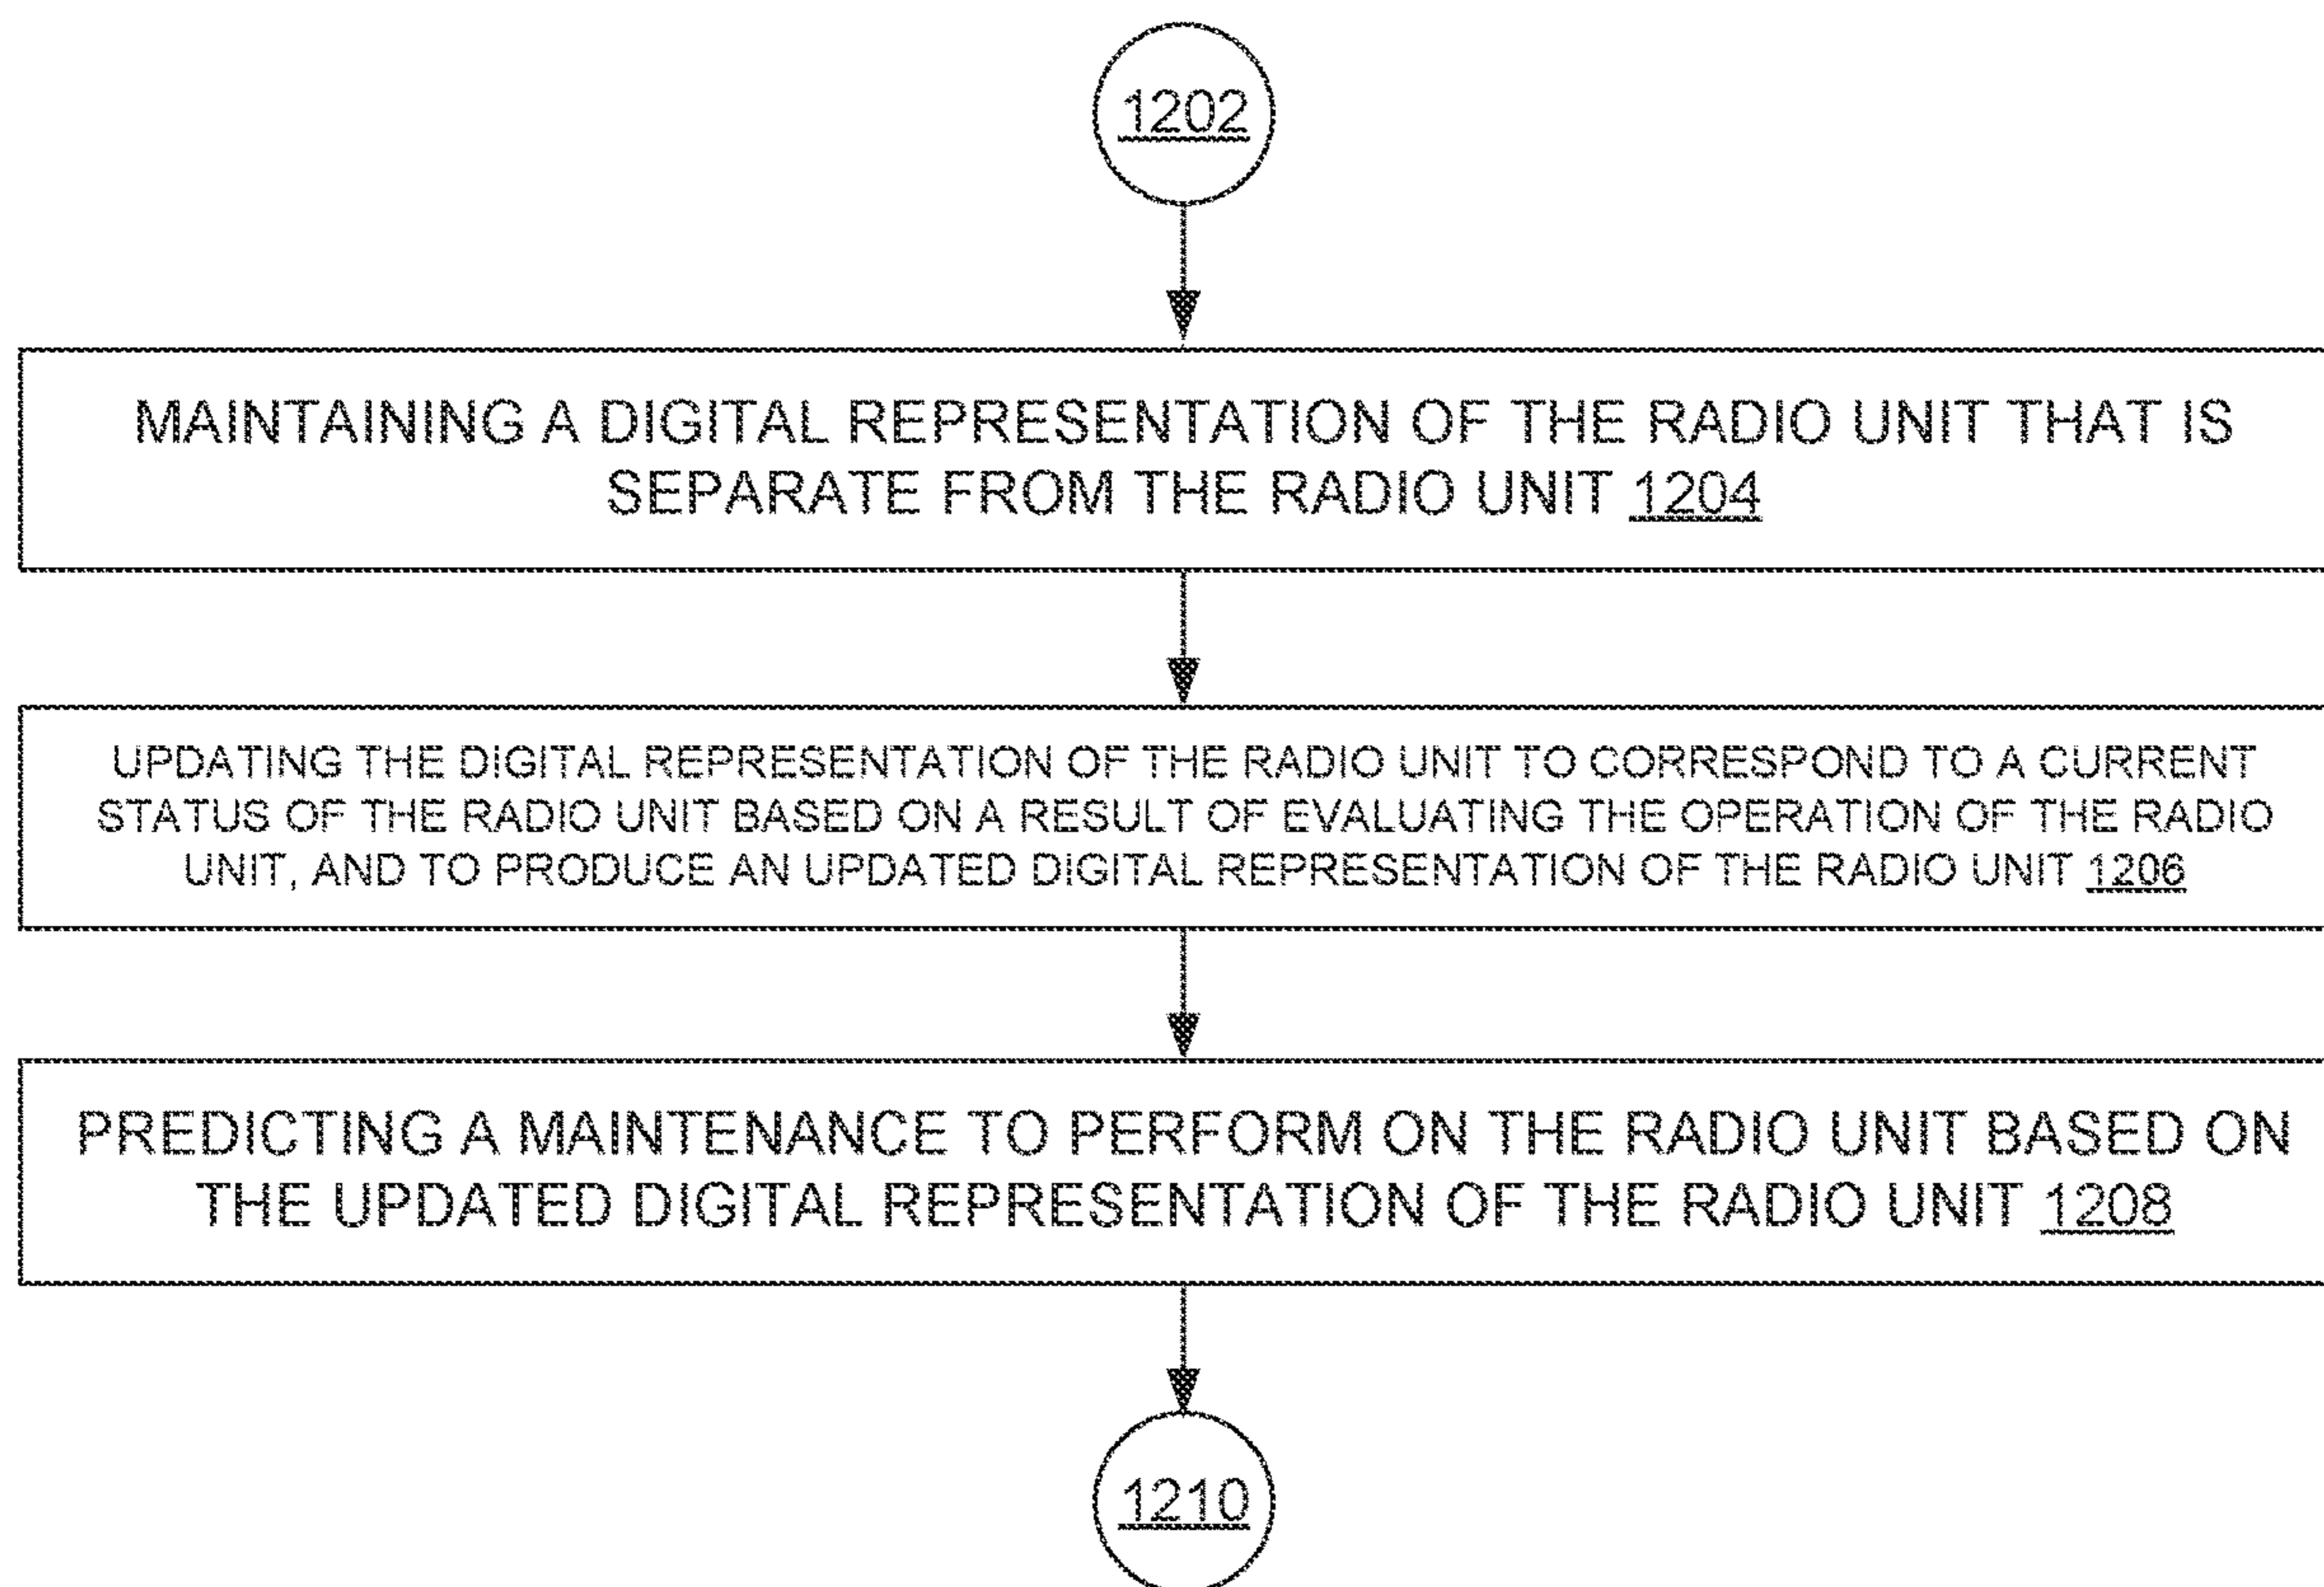 1202
MAINTAINING A DIGITAL REPRESENTATION OF THE RADIO UNIT THAT IS
SEPARATE FROM THE RADIO UNIT 1204
UPDATING THE DIGITAL REPRESENTATION OF THE RADIO UNIT TO CORRESPOND TO A CURRENT
STATUS OF THE RADIO UNIT BASED ON A RESULT OF EVALUATING THE OPERATION OF THE RADIO
UNIT, AND TO PRODUCE AN UPDATED DIGITAL REPRESENTATION OF THE RADIO UNIT 1206
PREDICTING A MAINTENANCE TO PERFORM ON THE RADIO UNIT BASED ON
THE UPDATED DIGITAL REPRESENTATION OF THE RADIO UNIT 1208
1210